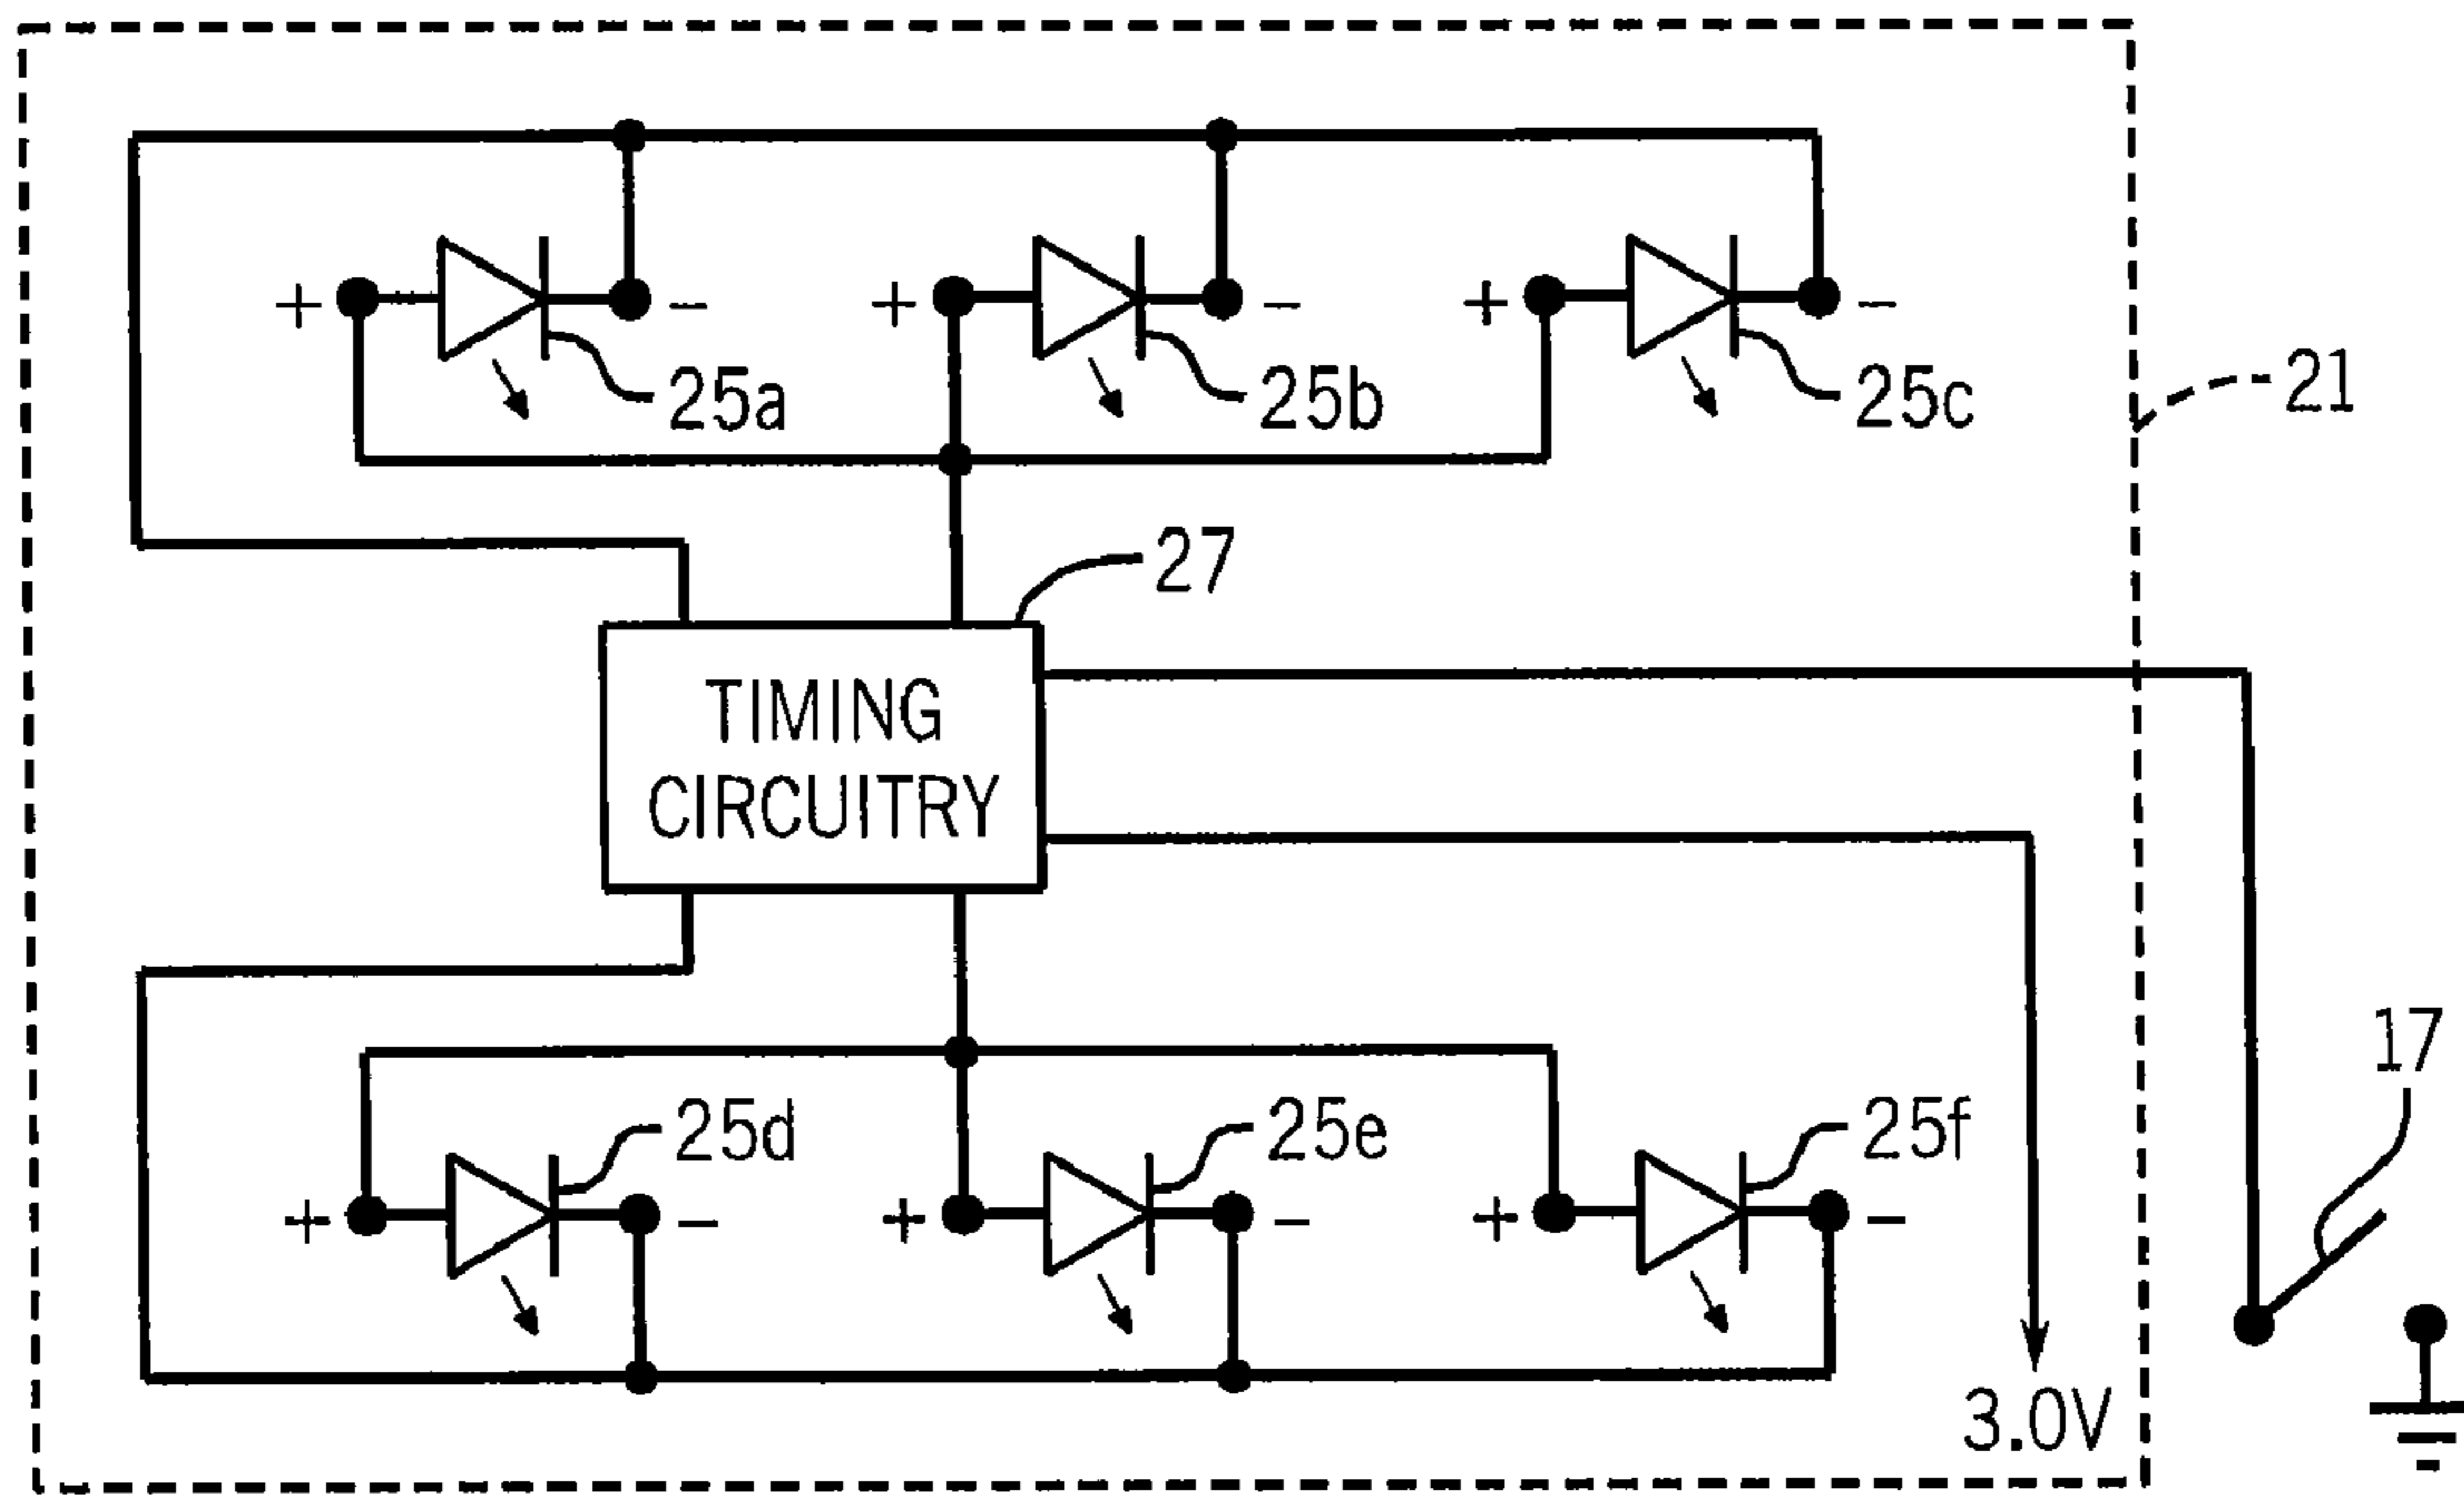 + − + − + −
25a 25b 25c 21
27
TIMING
CIRCUITRY
17
25d 25e 25f
+ − + − + −
3.0V